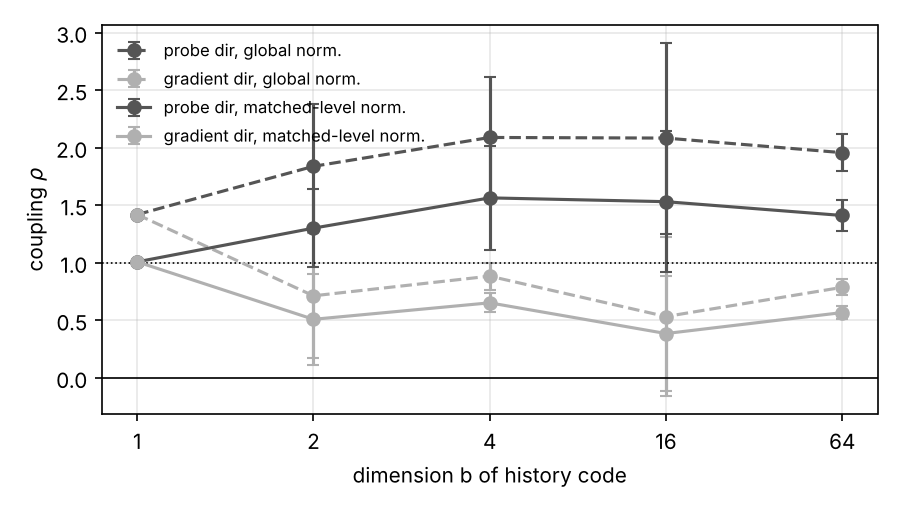 3.0
2.5
2.0
1.5
1.0
0.5
0.0
coupling ρ
probe dir, global norm.
gradient dir, global norm.
probe dir, matched-level norm.
gradient dir, matched-level norm.
1 2 4 16 64
dimension b of history code